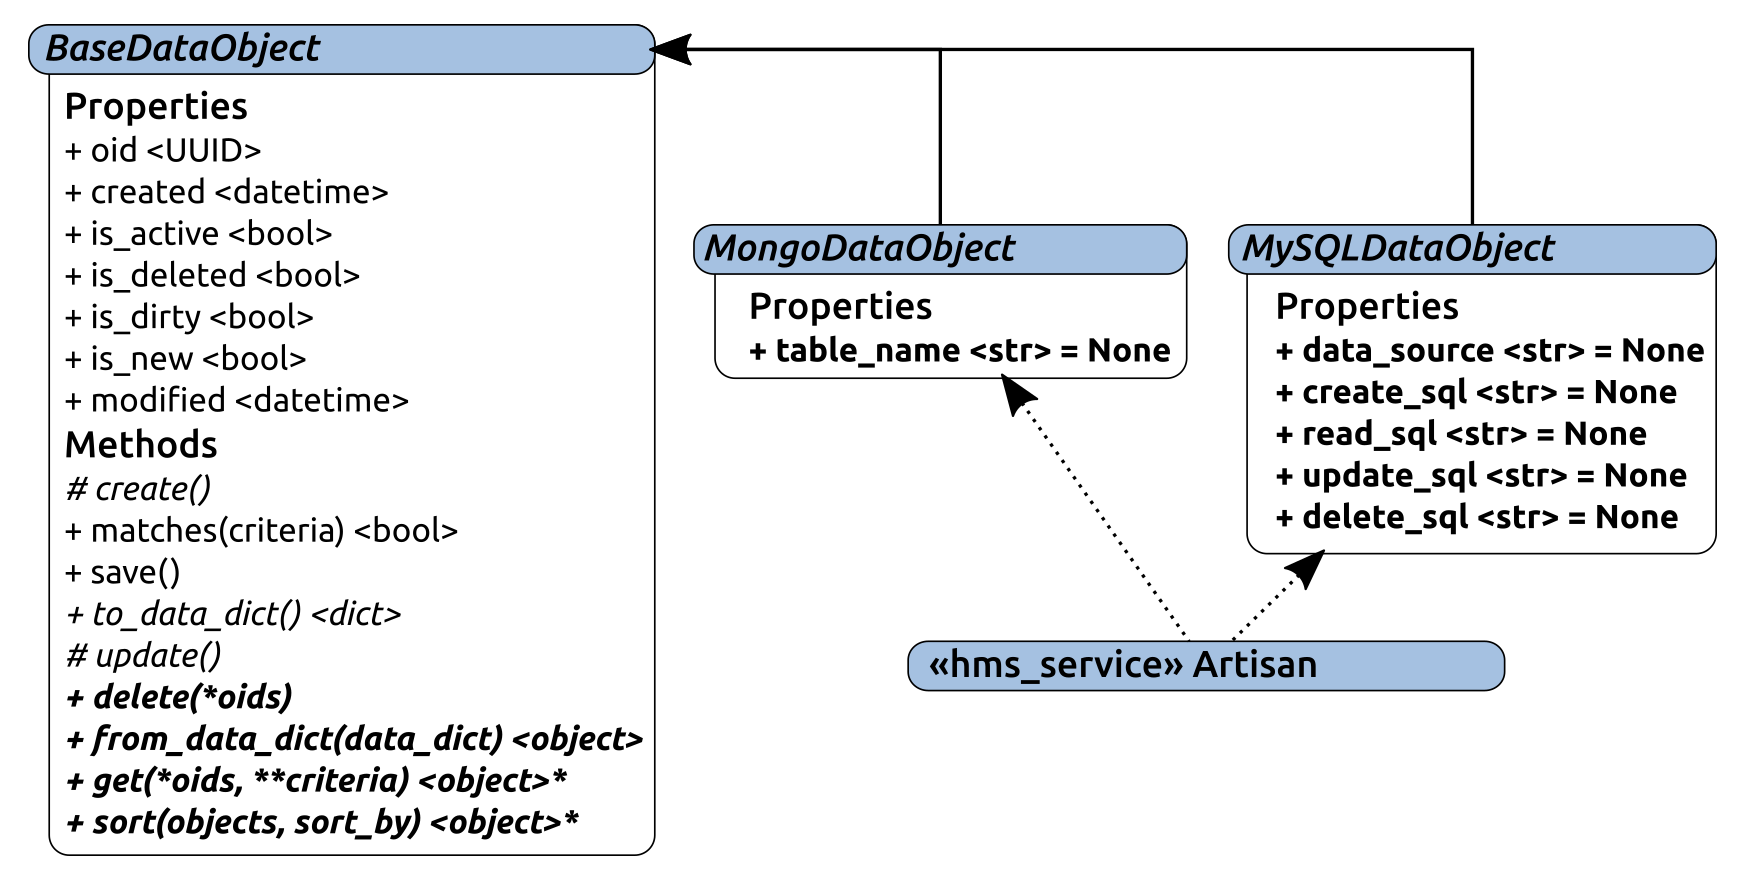 BaseDataObject
Properties
+ oid <UUID>
+ created <datetime>
+ is_active <bool>
+ is_deleted <bool>
+ is_dirty <bool>
+ is_new <bool>
+ modified <datetime>
Methods
# create()
+ matches(criteria) <bool>
+ save()
+ to_data_dict() <dict>
# update()
+ delete(*oids)
+ from_data_dict(data_dict) <object>
+ get(*oids, **criteria) <object>*
+ sort(objects, sort_by) <object>*
MongoDataObject
Properties
+ table_name <str> = None
MySQLDataObject
Properties
+ data_source <str> = None
+ create_sql <str> = None
+ read_sql <str> = None
+ update_sql <str> = None
+ delete_sql <str> = None
«hms_service» Artisan